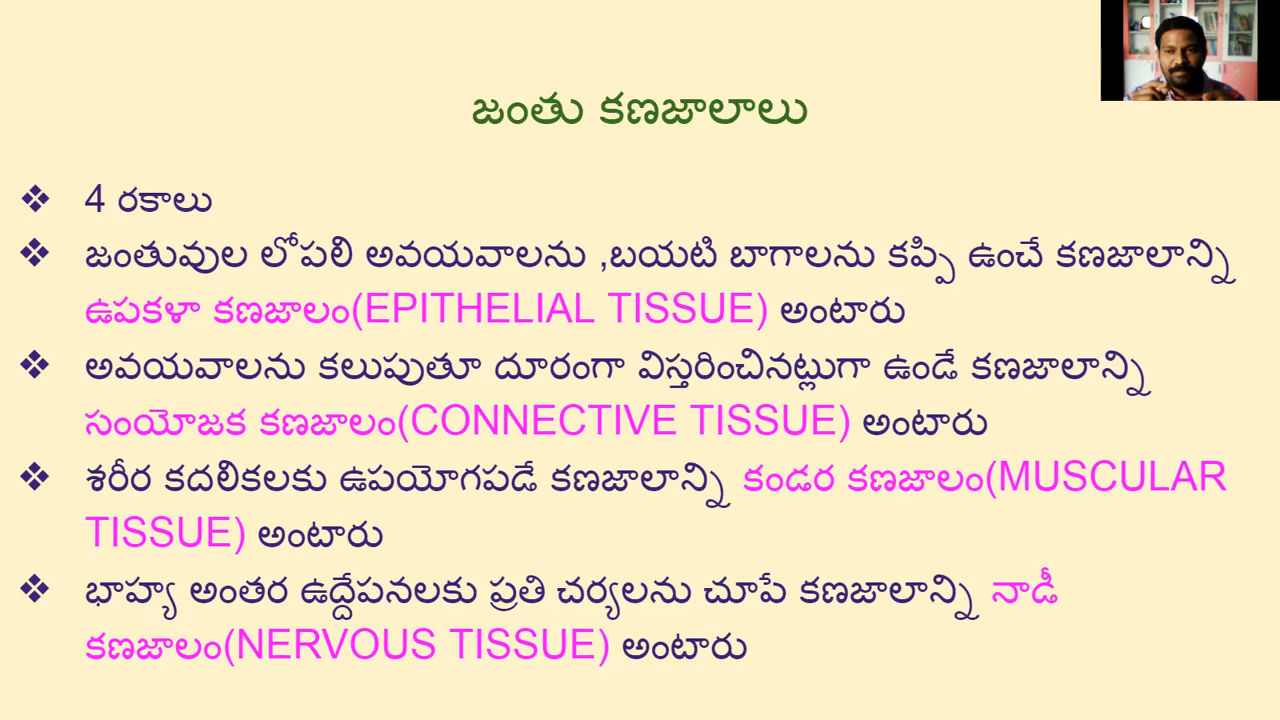 జంతు కణజాలాలు
❖ 4 రకాలు
❖ జంతువుల లోపలి అవయవాలను ,బయటి బాగాలను కప్పి ఉంచే కణజాలాన్ని
ఉపకళా కణజాలం(EPITHELIAL TISSUE) అంటారు
❖ అవయవాలను కలుపుతూ దూరంగా విస్తరించినట్లుగా ఉండే కణజాలాన్ని
సంయోజక కణజాలం(CONNECTIVE TISSUE) అంటారు
❖ శరీర కదలికలకు ఉపయోగపడే కణజాలాన్ని కండర కణజాలం(MUSCULAR
TISSUE) అంటారు
❖ భాహ్య అంతర ఉద్దేపనలకు ప్రతి చర్యలను చూపే కణజాలాన్ని నాడీ
కణజాలం(NERVOUS TISSUE) అంటారు